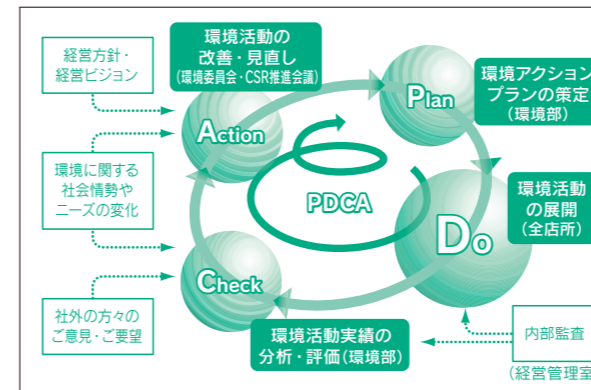 経営方針・
経営ビジョン
環境活動の
改善・見直し
(環境委員会・CSR推進会議)
Action
Plan
環境アクション
プランの策定
(環境部)
環境に関する
社会情勢や
ニーズの変化
PDCA
Do
環境活動
の展開
(全店所)
Check
社外の方々の
ご意見・ご要望
環境活動実績の
分析・評価(環境部)
内部監査
(経営管理室